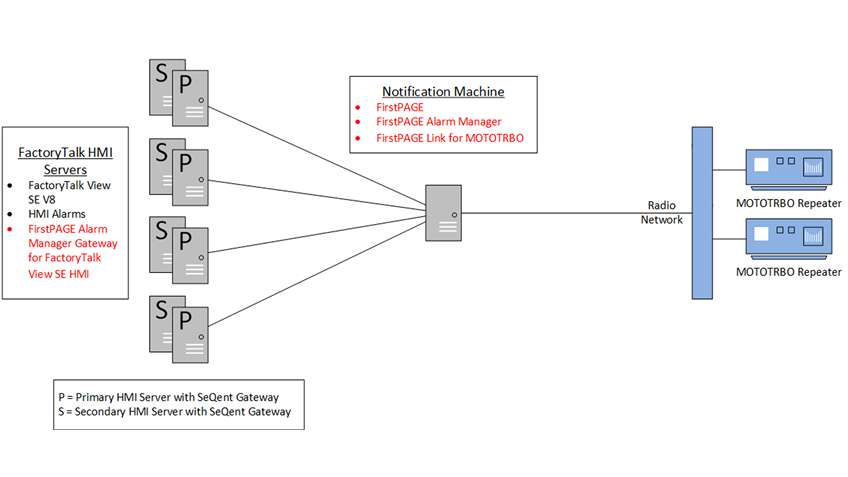 S
P
Notification Machine
• FirstPAGE
• FirstPAGE Alarm Manager
• FirstPAGE Link for MOTOTRBO
FactoryTalk HMI
Servers
• FactoryTalk View
SE V8
• HMI Alarms
• FirstPAGE Alarm
Manager Gateway
for FactoryTalk
View SE HMI
S
P
S
P
S
P
Radio
Network
MOTOTRBO Repeater
MOTOTRBO Repeater
P = Primary HMI Server with SeQent Gateway
S = Secondary HMI Server with SeQent Gateway